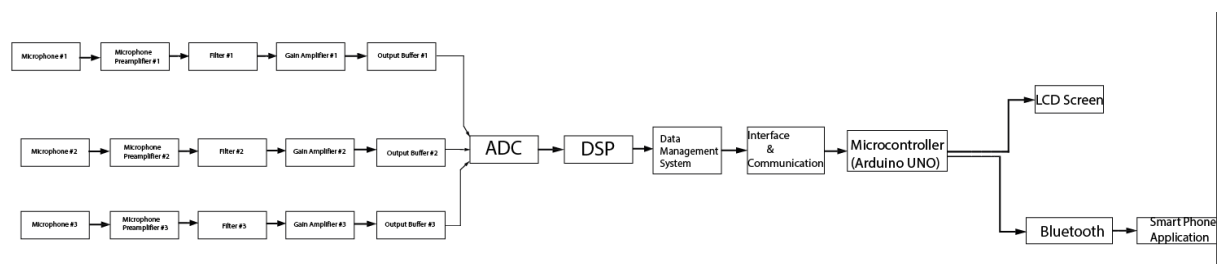 Microphone #1
Microphone
Preamplifier #1
Filter #1
Gain Amplifier #1
Output Buffer #1
Microphone #2
Microphone
Preamplifier #2
Filter #2
Gain Amplifier #2
Output Buffer #2
Microphone #3
Microphone
Preamplifier #3
Filter #3
Gain Amplifier #3
Output Buffer #3
ADC
DSP
Data
Management
System
Interface
&
Communication
Microcontroller
(Arduino UNO)
LCD Screen
Bluetooth
Smart Phone
Application